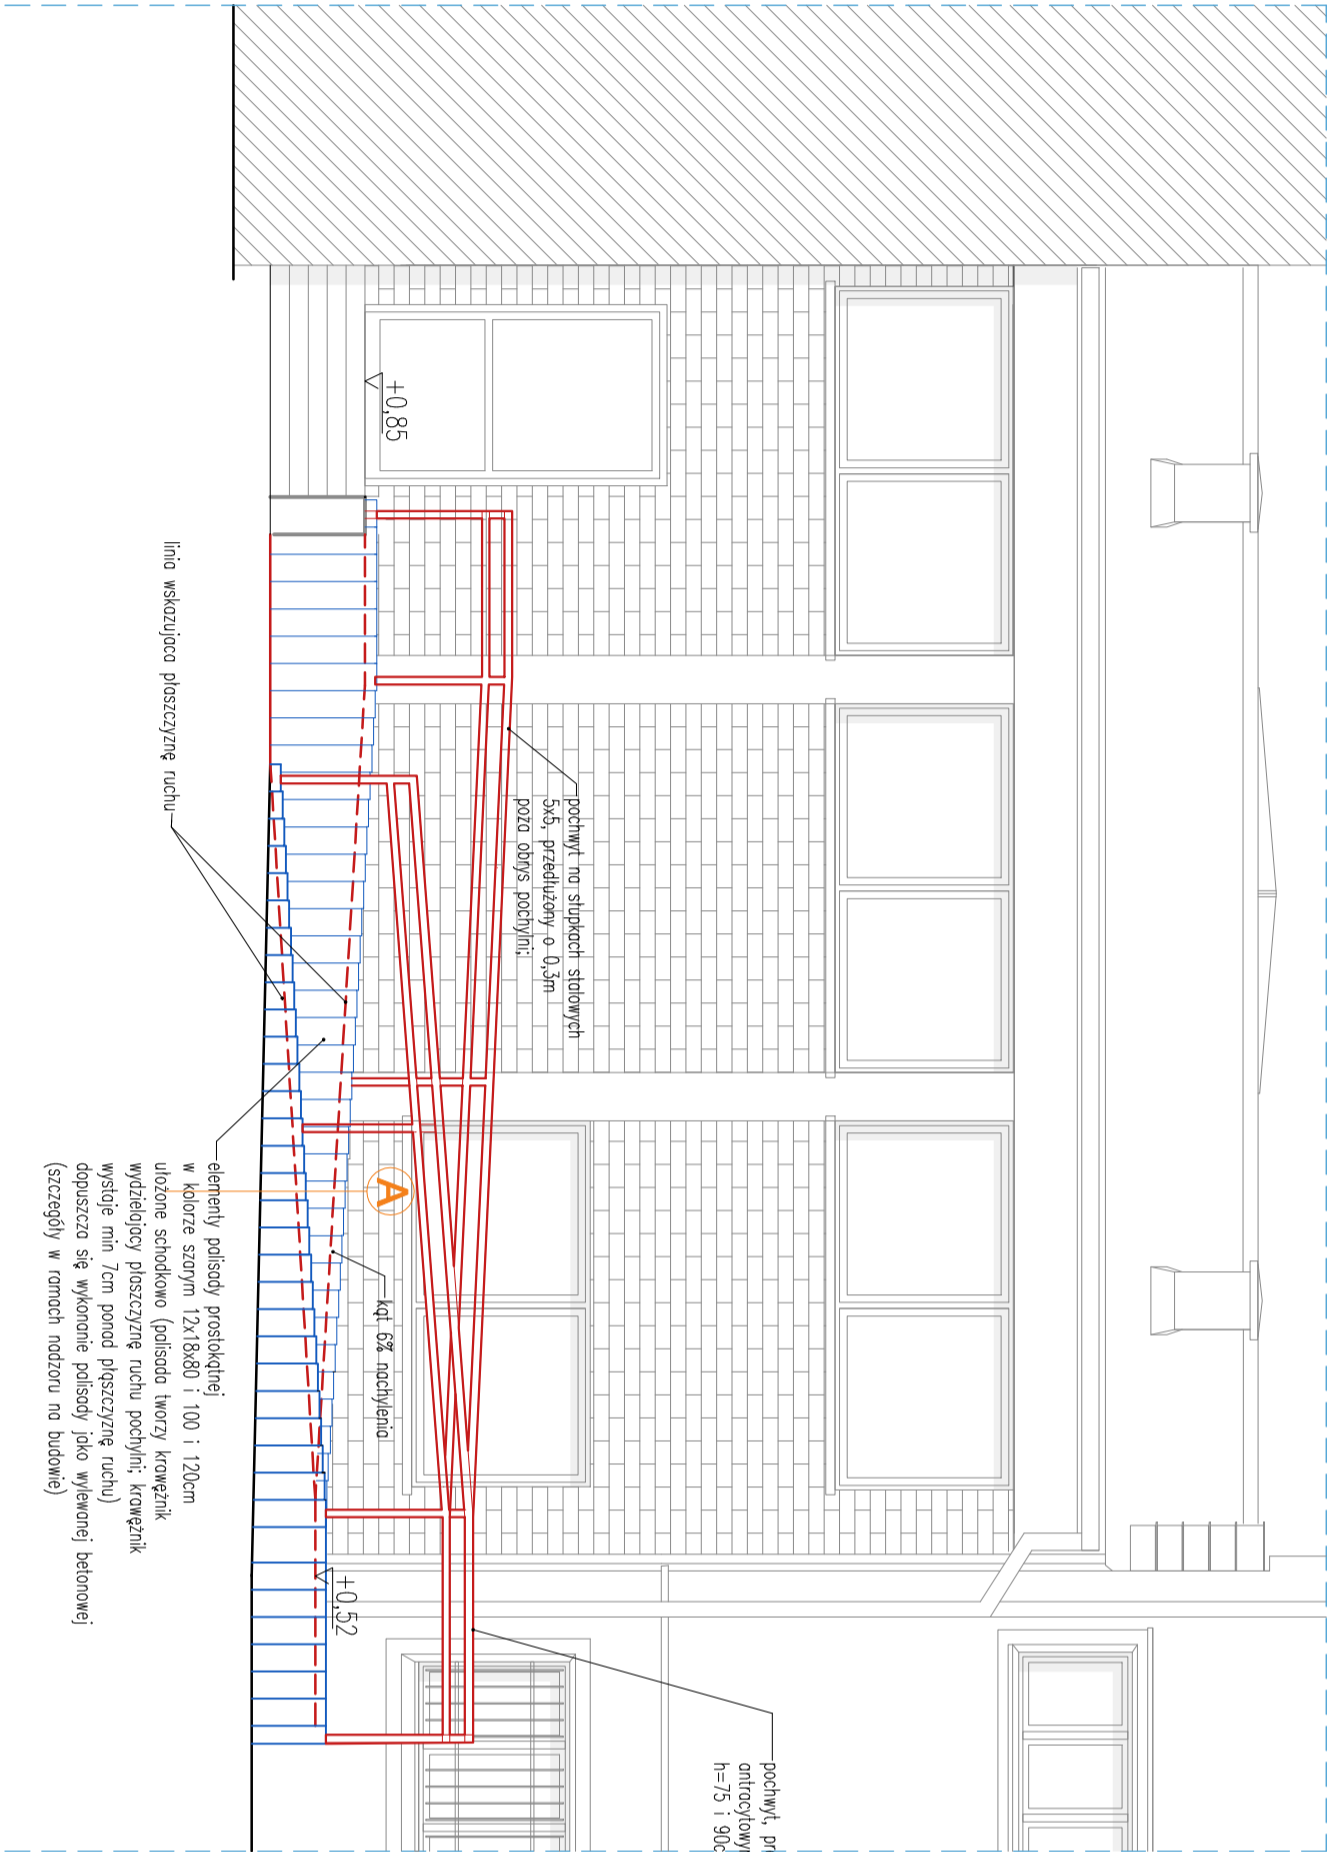 +0,85
pochwyt na słupkach stalowych
5x5, przedłużony o 0,3m
poza obrys pochylni;
linia wskazująca płaszczyznę ruchu
A
kąt 6% nachylenia
elementy palisady prostokątnej
w kolorze szarym 12x18x80 i 100 i 120cm
ułożone schodkowo (palisada tworzy krawężnik
wydzielający płaszczyznę ruchu pochylni; krawężnik
wystaje min 7cm ponad płaszczyznę ruchu)
dopuszcza się wykonanie palisady jako wylewanej betonowej
(szczegóły w ramach nadzoru na budowie)
+0,52
pochwyt,
h=75 i